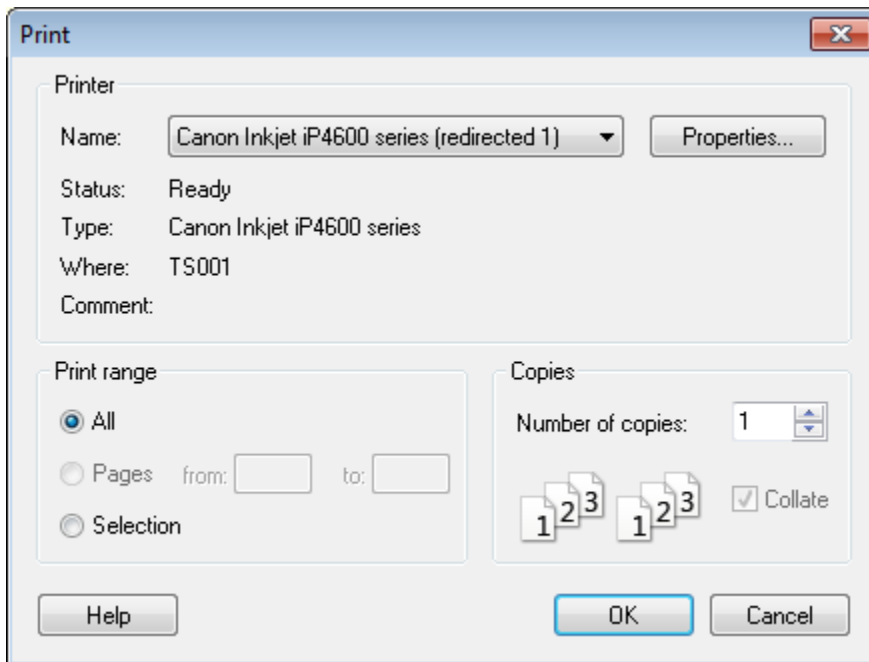 Print
Printer
Name: Canon Inkjet iP4600 series (redirected 1) Properties...
Status: Ready
Type: Canon Inkjet iP4600 series
Where: TS001
Comment:
Print range
All
Pages from: to:
Selection
Copies
Number of copies: 1
1 2 3 1 2 3 Collate
Help OK Cancel